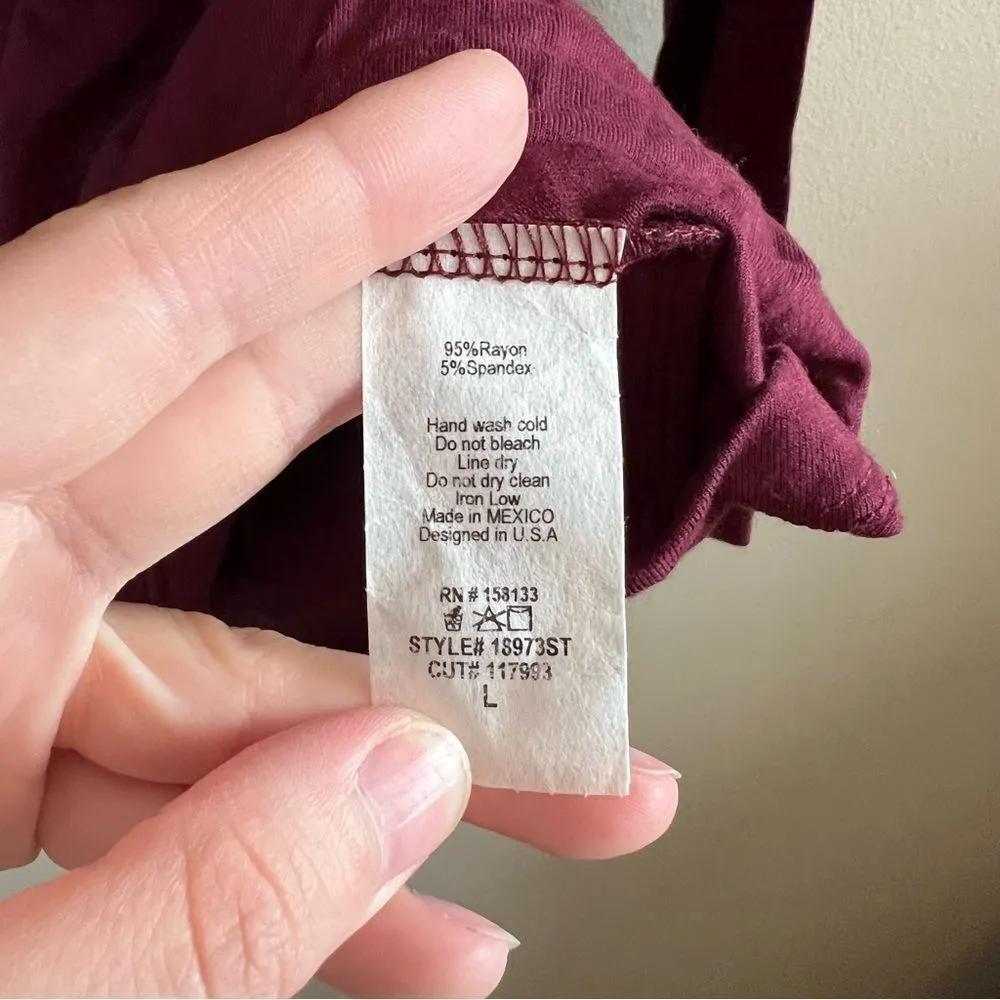 95%Rayon
5%Spandex
Hand wash cold
Do not bleach
Line dry
Do not dry clean
Iron Low
Made in MEXICO
Designed in U.S.A
RN # 158133
STYLE# 18973ST
CUT# 117993
L